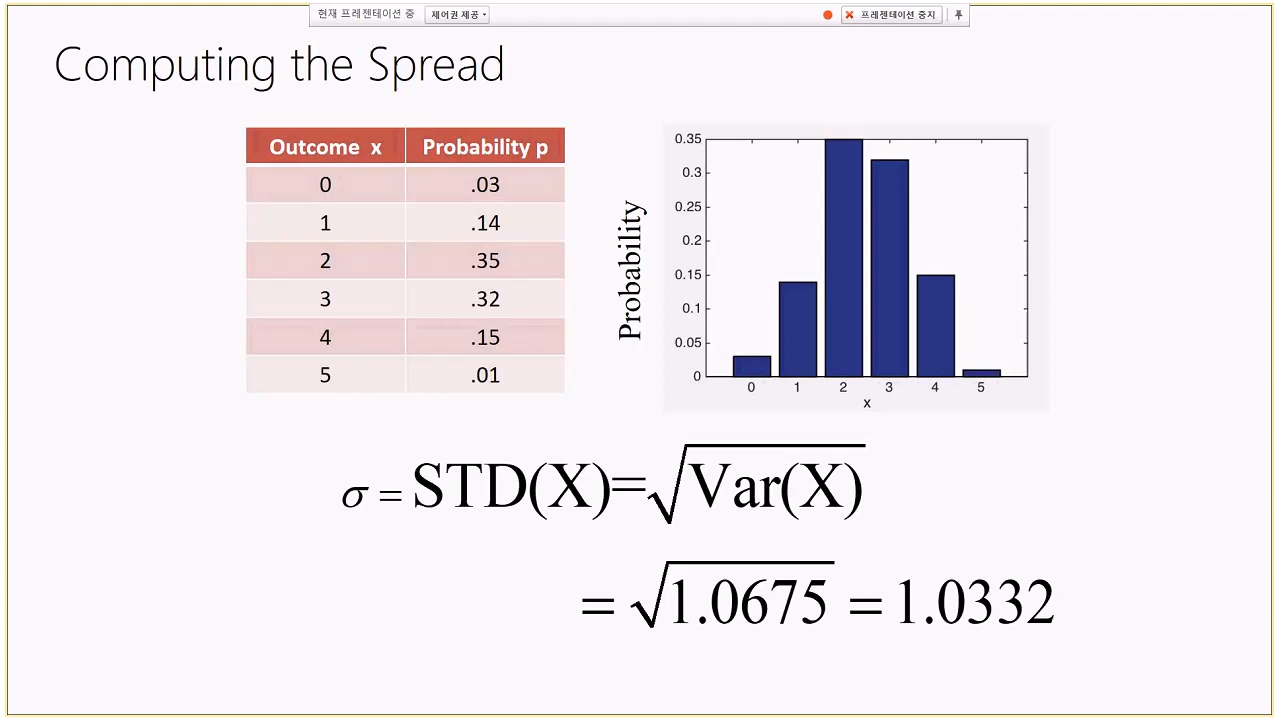 현재 프레젠테이션 중 제어권 제공 프레젠테이션 중지
Computing the Spread
Outcome x Probability p
0 .03
1 .14
2 .35
3 .32
4 .15
5 .01
Probability
0.35
0.3
0.25
0.2
0.15
0.1
0.05
0
0 1 2 3 4 5
x
σ = STD(X)=√Var(X)
= √1.0675 = 1.0332